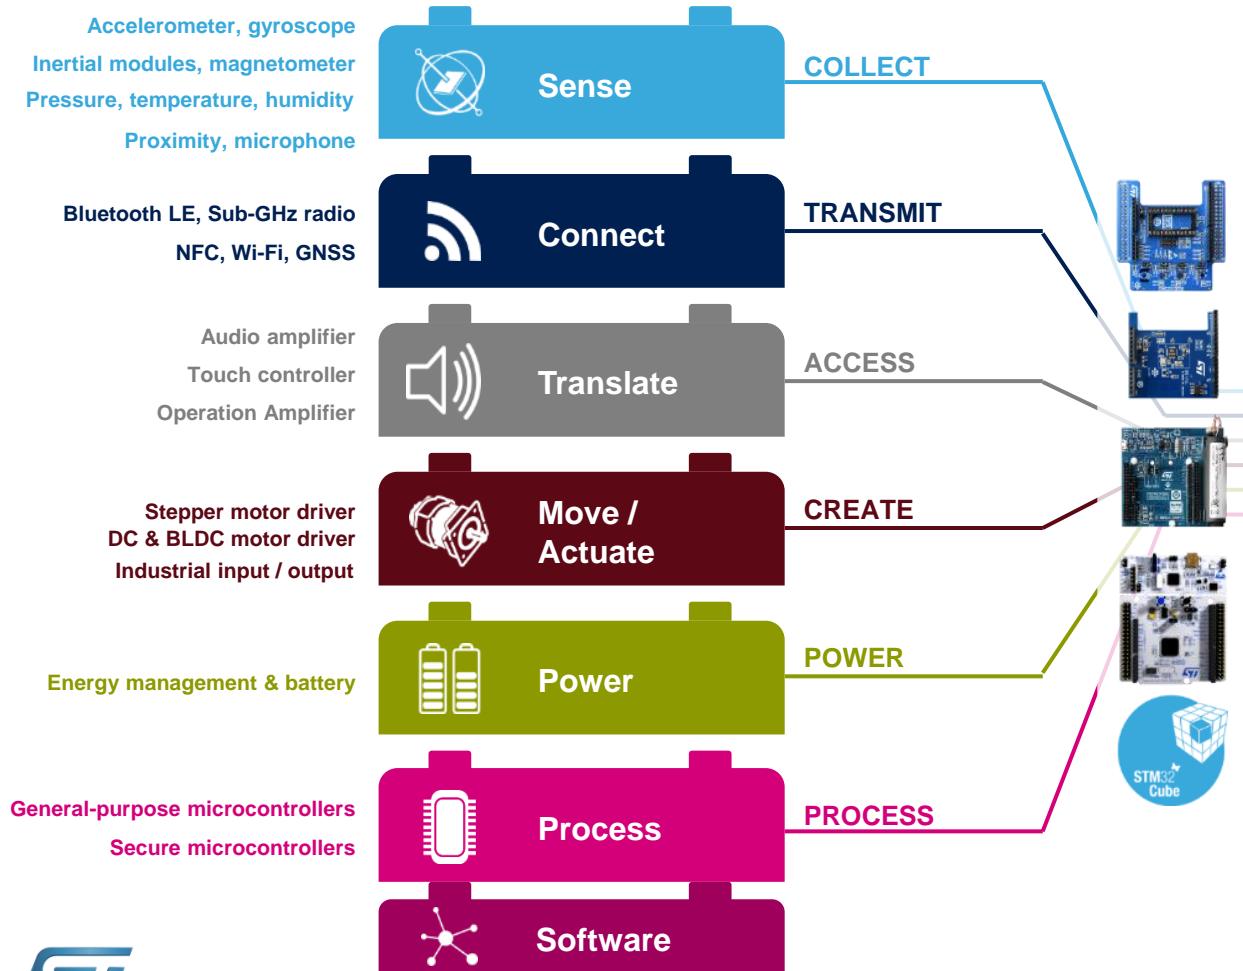 Accelerometer, gyroscope
Inertial modules, magnetometer
Pressure, temperature, humidity
Proximity, microphone
Sense
COLLECT
Bluetooth LE, Sub-GHz radio
NFC, Wi-Fi, GNSS
Connect
TRANSMIT
Audio amplifier
Touch controller
Operation Amplifier
Translate
ACCESS
Stepper motor driver
DC & BLDC motor driver
Industrial input / output
Move /
Actuate
CREATE
Energy management & battery
Power
POWER
General-purpose microcontrollers
Secure microcontrollers
Process
PROCESS
Software
STM32
Cube